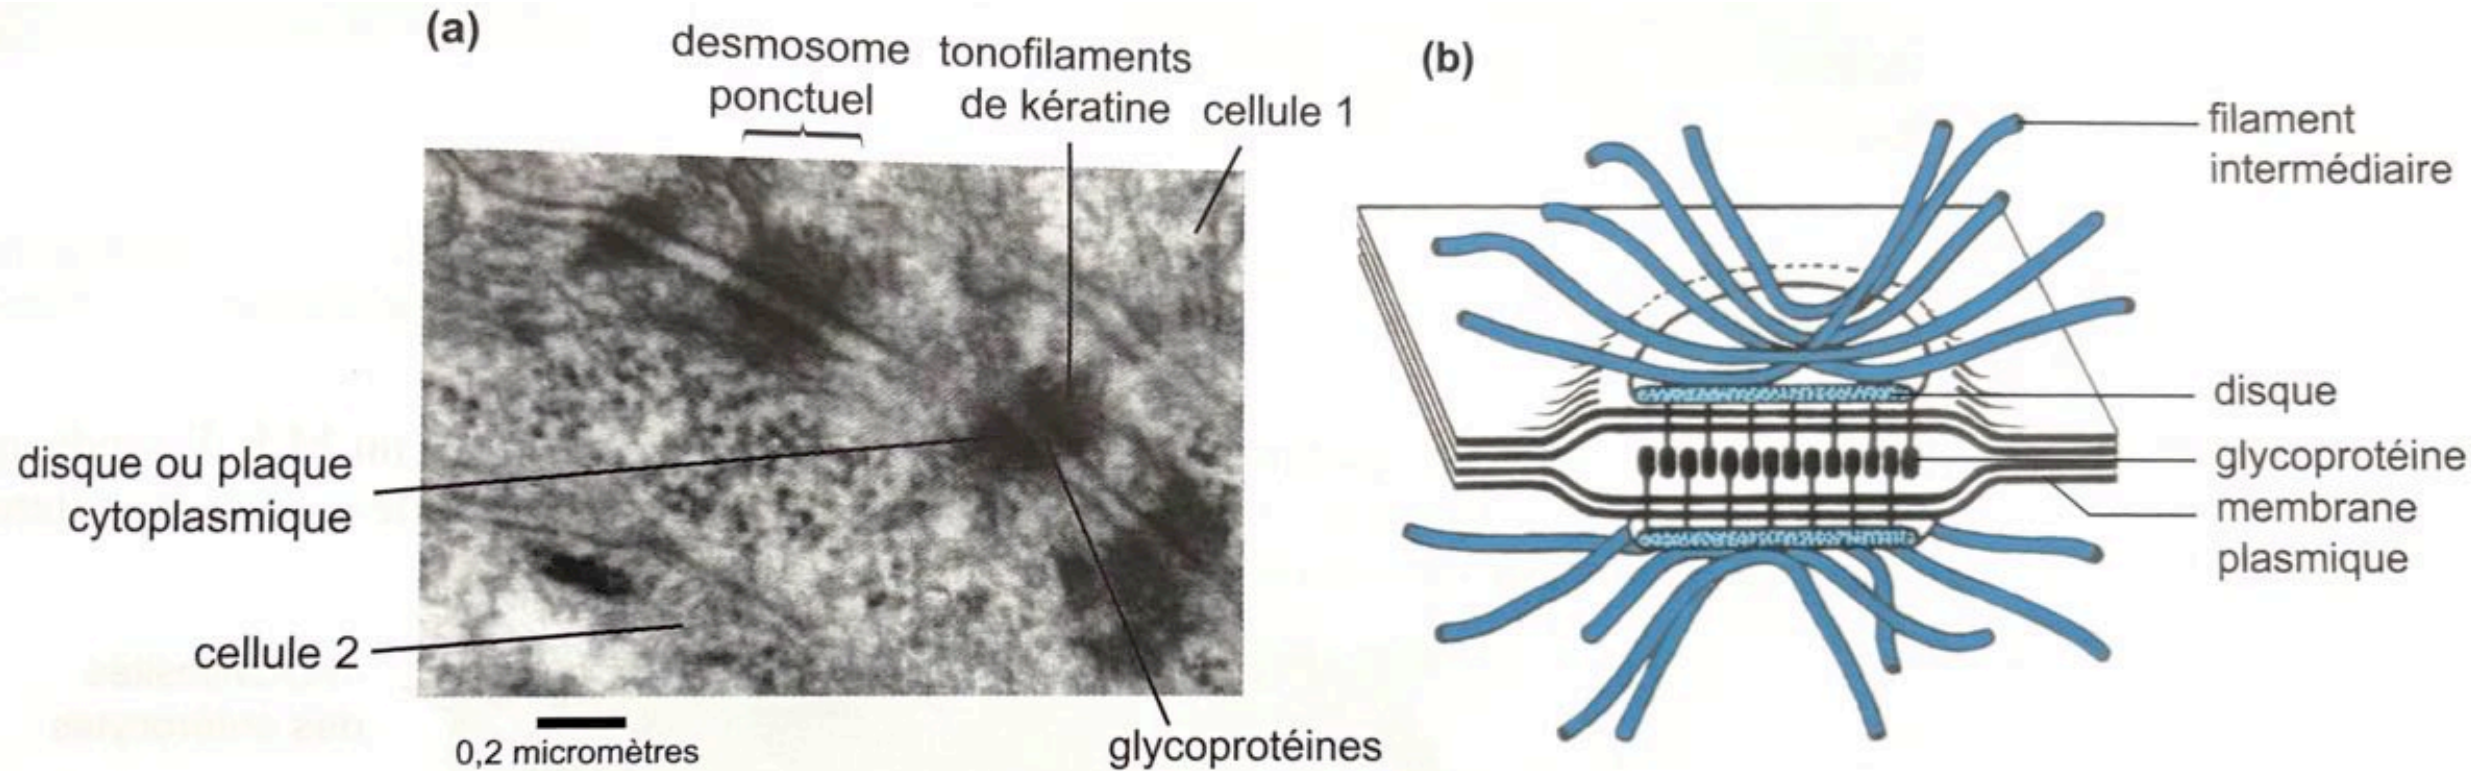 (a)
desmosome
ponctuel
tonofilaments
de kératine
cellule 1
disque ou plaque
cytoplasmique
cellule 2
0,2 micromètres
glycoprotéines
(b)
filament
intermédiaire
disque
glycoprotéine
membrane
plasmique